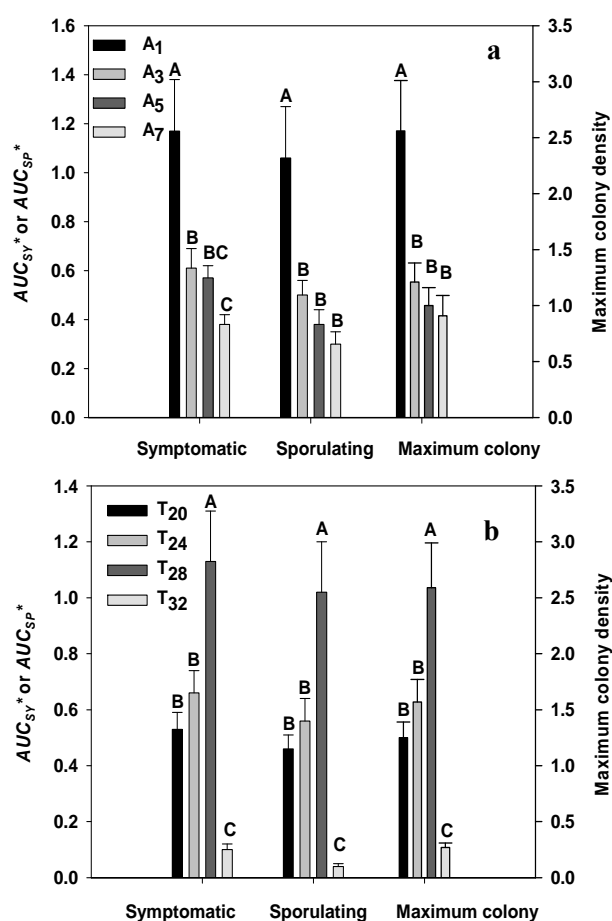 a
A1
A3
A5
A7
1.6
1.4
1.2
1.0
0.8
0.6
0.4
0.2
0.0
AUCSY* or AUCSP*
3.5
3.0
2.5
2.0
1.5
1.0
0.5
0.0
Maximum colony density
A
B
BC
C
A
B
B
B
A
B
B
B
Symptomatic
Sporulating
Maximum colony
b
T20
T24
T28
T32
1.4
1.2
1.0
0.8
0.6
0.4
0.2
0.0
AUCSY* or AUCSP*
3.5
3.0
2.5
2.0
1.5
1.0
0.5
0.0
Maximum colony density
B
B
A
C
B
B
A
C
B
B
A
C
Symptomatic
Sporulating
Maximum colony